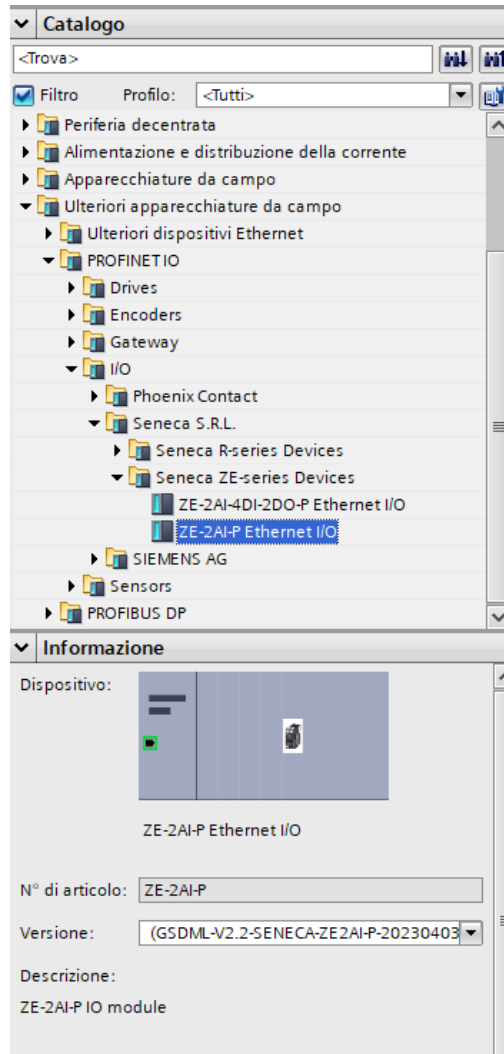 Catalogo
<Trova>
Filtro Profilo: <Tutti>
Periferia decentrata
Alimentazione e distribuzione della corrente
Apparecchiature da campo
Ulteriori apparecchiature da campo
Ulteriori dispositivi Ethernet
PROFINET IO
Drives
Encoders
Gateway
I/O
Phoenix Contact
Seneca S.R.L.
Seneca R-series Devices
Seneca ZE-series Devices
ZE-2AI-4DI-2DO-P Ethernet I/O
ZE-2AI-P Ethernet I/O
SIEMENS AG
Sensors
PROFIBUS DP
Informazione
Dispositivo:
ZE-2AI-P Ethernet I/O
N° di articolo: ZE-2AI-P
Versione: (GSDML-V2.2-SENECA-ZE2AI-P-20230403
Descrizione:
ZE-2AI-P IO module